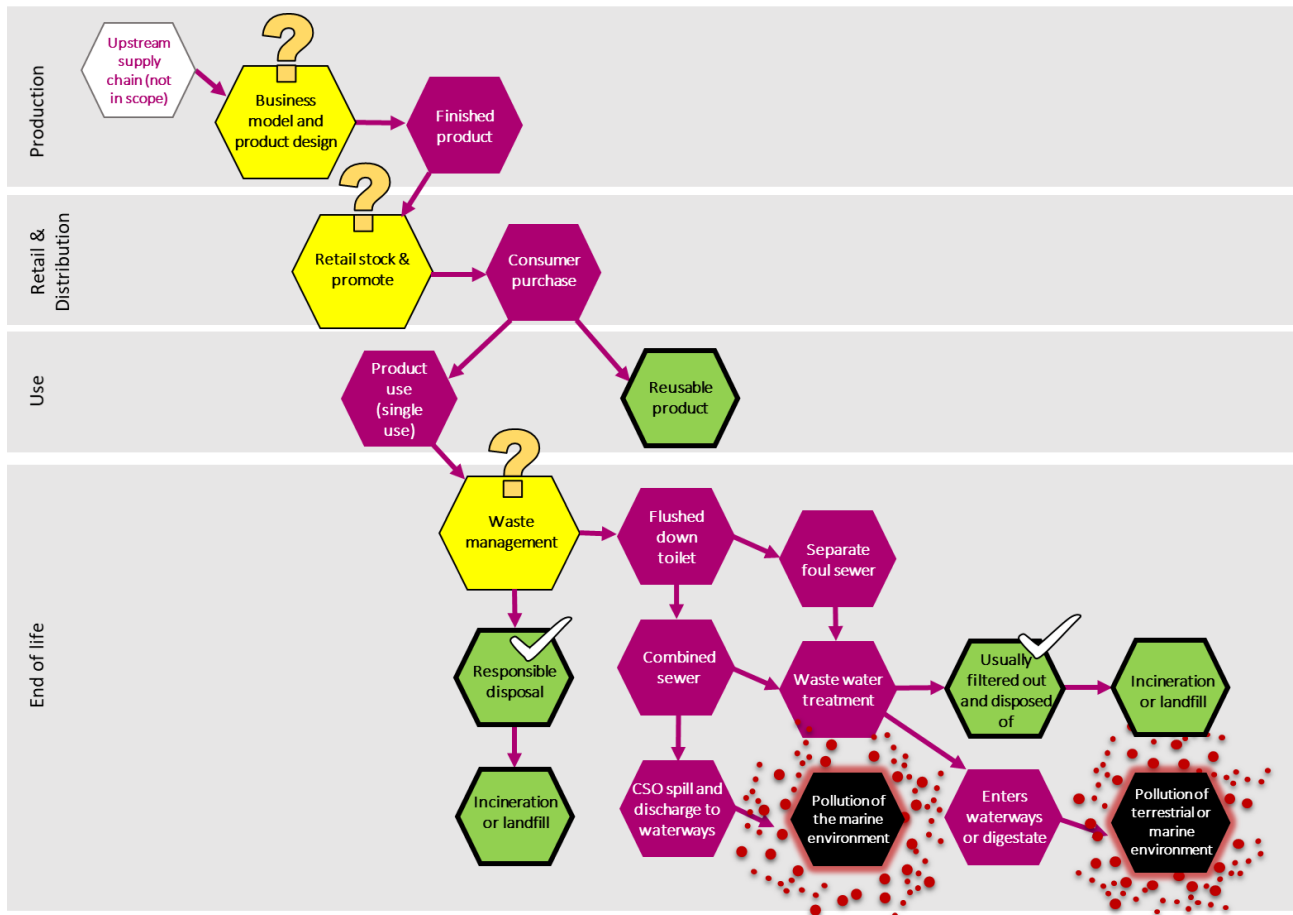 Production
Upstream
supply
chain (not
in scope)
?
Business
model and
product design
Finished
product
Retail &
Distribution
?
Retail stock &
promote
Consumer
purchase
Use
Product
use
(single
use)
Reusable
product
End of life
?
Waste
management
Flushed
down
toilet
Separate
foul sewer
Responsible
disposal
Combined
sewer
Waste water
treatment
Usually
filtered out
and disposed
of
Incineration
or landfill
Incineration
or landfill
CSO spill and
discharge to
waterways
Pollution of
the marine
environment
Enters
waterways
or digestate
Pollution of
terrestrial or
marine
environment